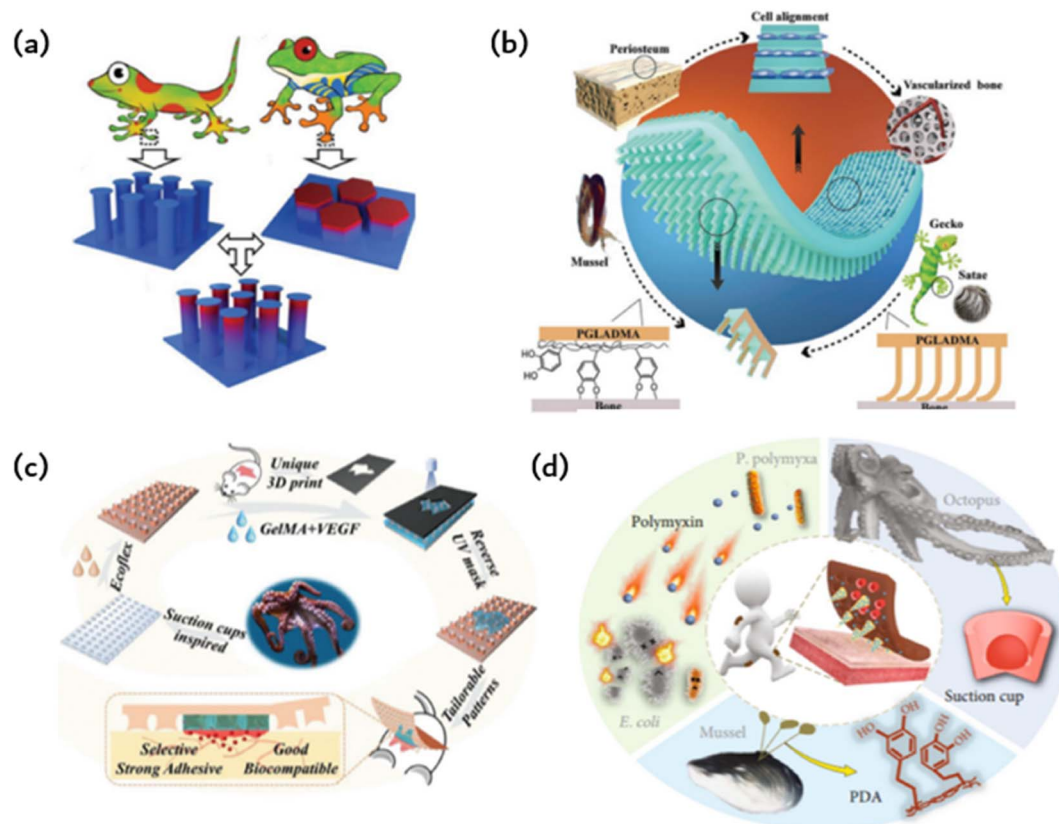 (a)
(b)
Cell alignment
Periosteum
Vascularized bone
Mussel
Gecko
Satae
PGLADMA
HO
HO
O
O
O
O
Bone
PGLADMA
Bone
(c)
Unique
3D print
GelMA+VEGF
Ecoflex
Reverse
UV mask
Suction cups
inspired
Tailorable
Patterns
Selective
Strong Adhesive
Good
Biocompatible
(d)
P. polymyxa
Polymyxin
Octopus
E. coli
Suction cup
Mussel
PDA
HO
OH
OH
OH